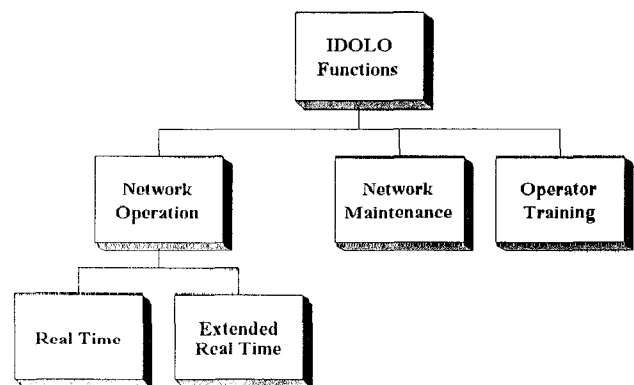 IDOLO
Functions
Network
Operation
Network
Maintenance
Operator
Training
Real Time
Extended
Real Time